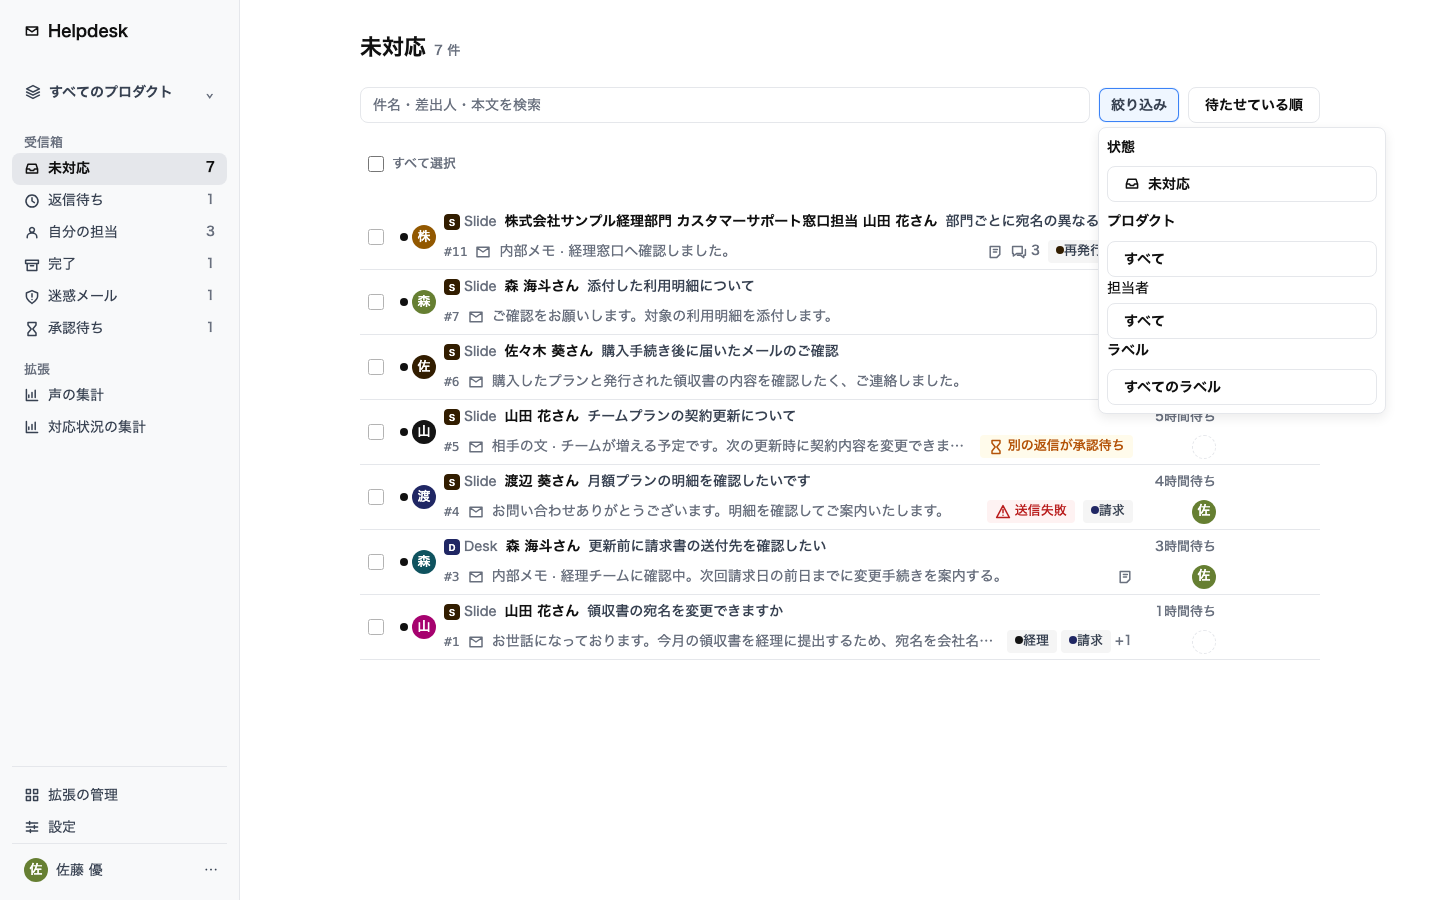 Helpdesk
すべてのプロダクト
受信箱
未対応 7
返信待ち 1
自分の担当 3
完了 1
迷惑メール 1
承認待ち 1
拡張
声の集計
対応状況の集計
拡張の管理
設定
佐 佐藤 優 …
未対応 7 件
件名・差出人・本文を検索
絞り込み
待たせている順
すべて選択
株 S Slide 株式会社サンプル経理部門 カスタマーサポート窓口担当 山田 花さん 部門ごとに宛名の異なる
#11 内部メモ · 経理窓口へ確認しました。 3 再発行
森 S Slide 森 海斗さん 添付した利用明細について
#7 ご確認をお願いします。対象の利用明細を添付します。
佐 S Slide 佐々木 葵さん 購入手続き後に届いたメールのご確認
#6 購入したプランと発行された領収書の内容を確認したく、ご連絡しました。
山 S Slide 山田 花さん チームプランの契約更新について 5時間待ち
#5 相手の文 · チームが増える予定です。次の更新時に契約内容を変更できま… 別の返信が承認待ち
渡 S Slide 渡辺 葵さん 月額プランの明細を確認したいです 4時間待ち
#4 お問い合わせありがとうございます。明細を確認してご案内いたします。 送信失敗 請求 佐
森 D Desk 森 海斗さん 更新前に請求書の送付先を確認したい 3時間待ち
#3 内部メモ · 経理チームに確認中。次回請求日の前日までに変更手続きを案内する。 佐
山 S Slide 山田 花さん 領収書の宛名を変更できますか 1時間待ち
#1 お世話になっております。今月の領収書を経理に提出するため、宛名を会社名… 経理 請求 +1
状態
未対応
プロダクト
すべて
担当者
すべて
ラベル
すべてのラベル